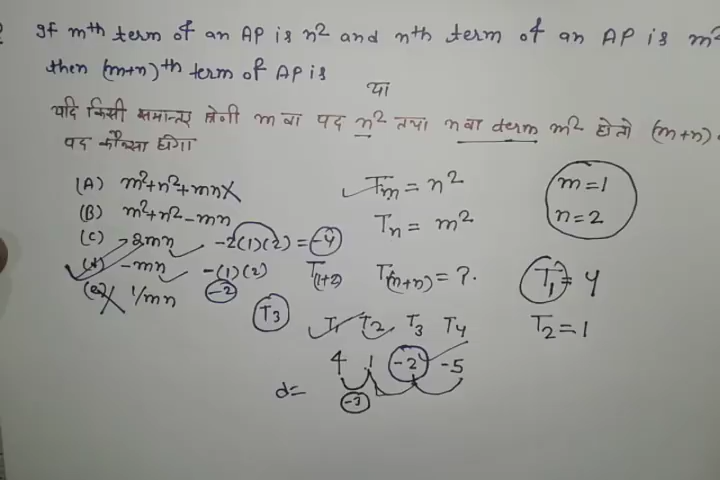 If mth term of an AP is n² and nth term of an AP is m²
then (m+n)th term of AP is
या
यदि किसी समान्तर श्रेनी m वा पद n² तथा n वा term m² हो तो (m+n)
पद कौनसा होगा
(A) m²+n²+mn
(B) m²+n²-mn
(C) -2mn -2(1)(2)=-4
-mn -(1)(2)
-2
1/mn
Tm = n²
Tn = m²
T(1+2) T(m+n) = ?.
T3
m=1
n=2
T1 = 4
T2 = 1
T1 T2 T3 T4
4 1 -2 -5
d=
-3